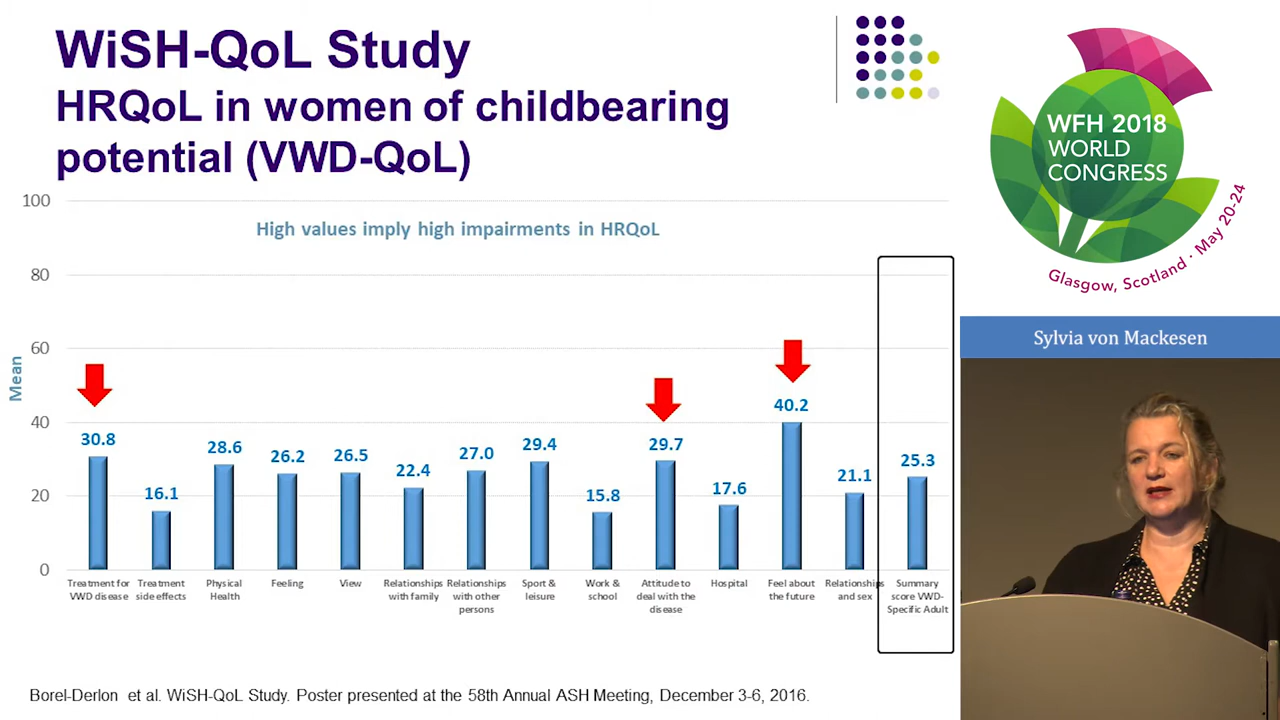 WiSH-QoL Study
HRQoL in women of childbearing
potential (VWD-QoL)
WFH 2018
WORLD
CONGRESS
Glasgow, Scotland · May 20-24
Sylvia von Mackesen
High values imply high impairments in HRQoL
Mean
100
80
60
40
20
0
30.8
16.1
28.6
26.2
26.5
22.4
27.0
29.4
15.8
29.7
17.6
40.2
21.1
25.3
Treatment for
VWD disease
Treatment
side effects
Physical
Health
Feeling
View
Relationships
with family
Relationships
with other
persons
Sport &
leisure
Work &
school
Attitude to
deal with the
disease
Hospital
Feel about
the future
Relationships
and sex
Summary
score VWD-
Specific Adult
Borel-Derlon et al. WiSH-QoL Study. Poster presented at the 58th Annual ASH Meeting, December 3-6, 2016.